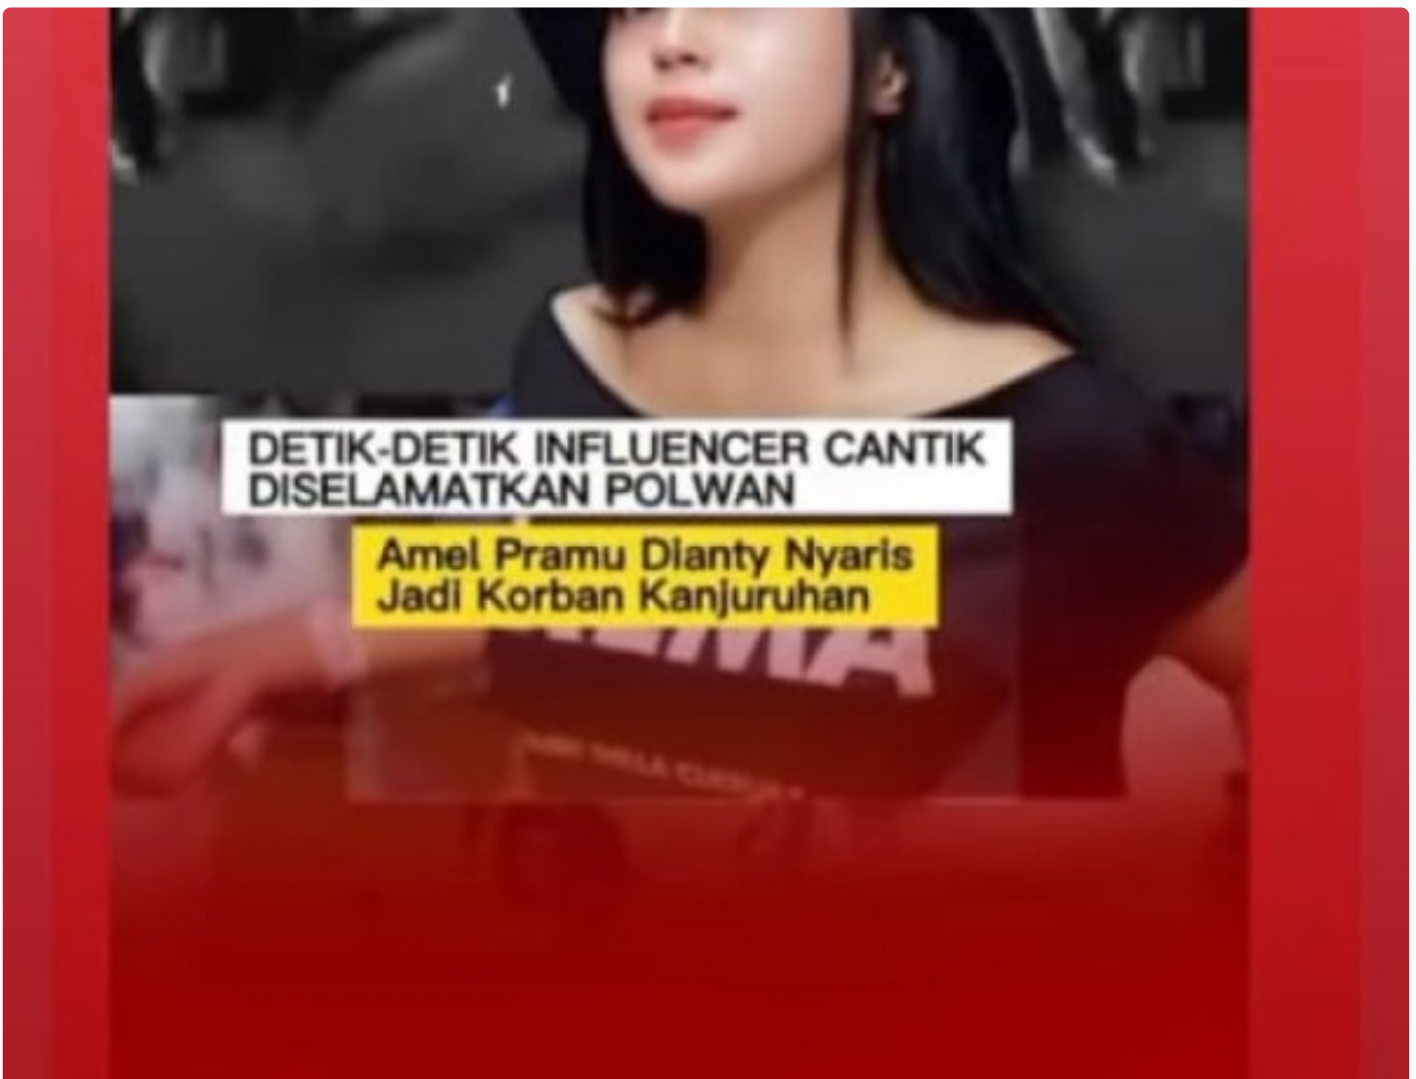 DETIK-DETIK INFLUENCER CANTIK
DISELAMATKAN POLWAN
Amel Pramu Dianty Nyaris
Jadi Korban Kanjuruhan